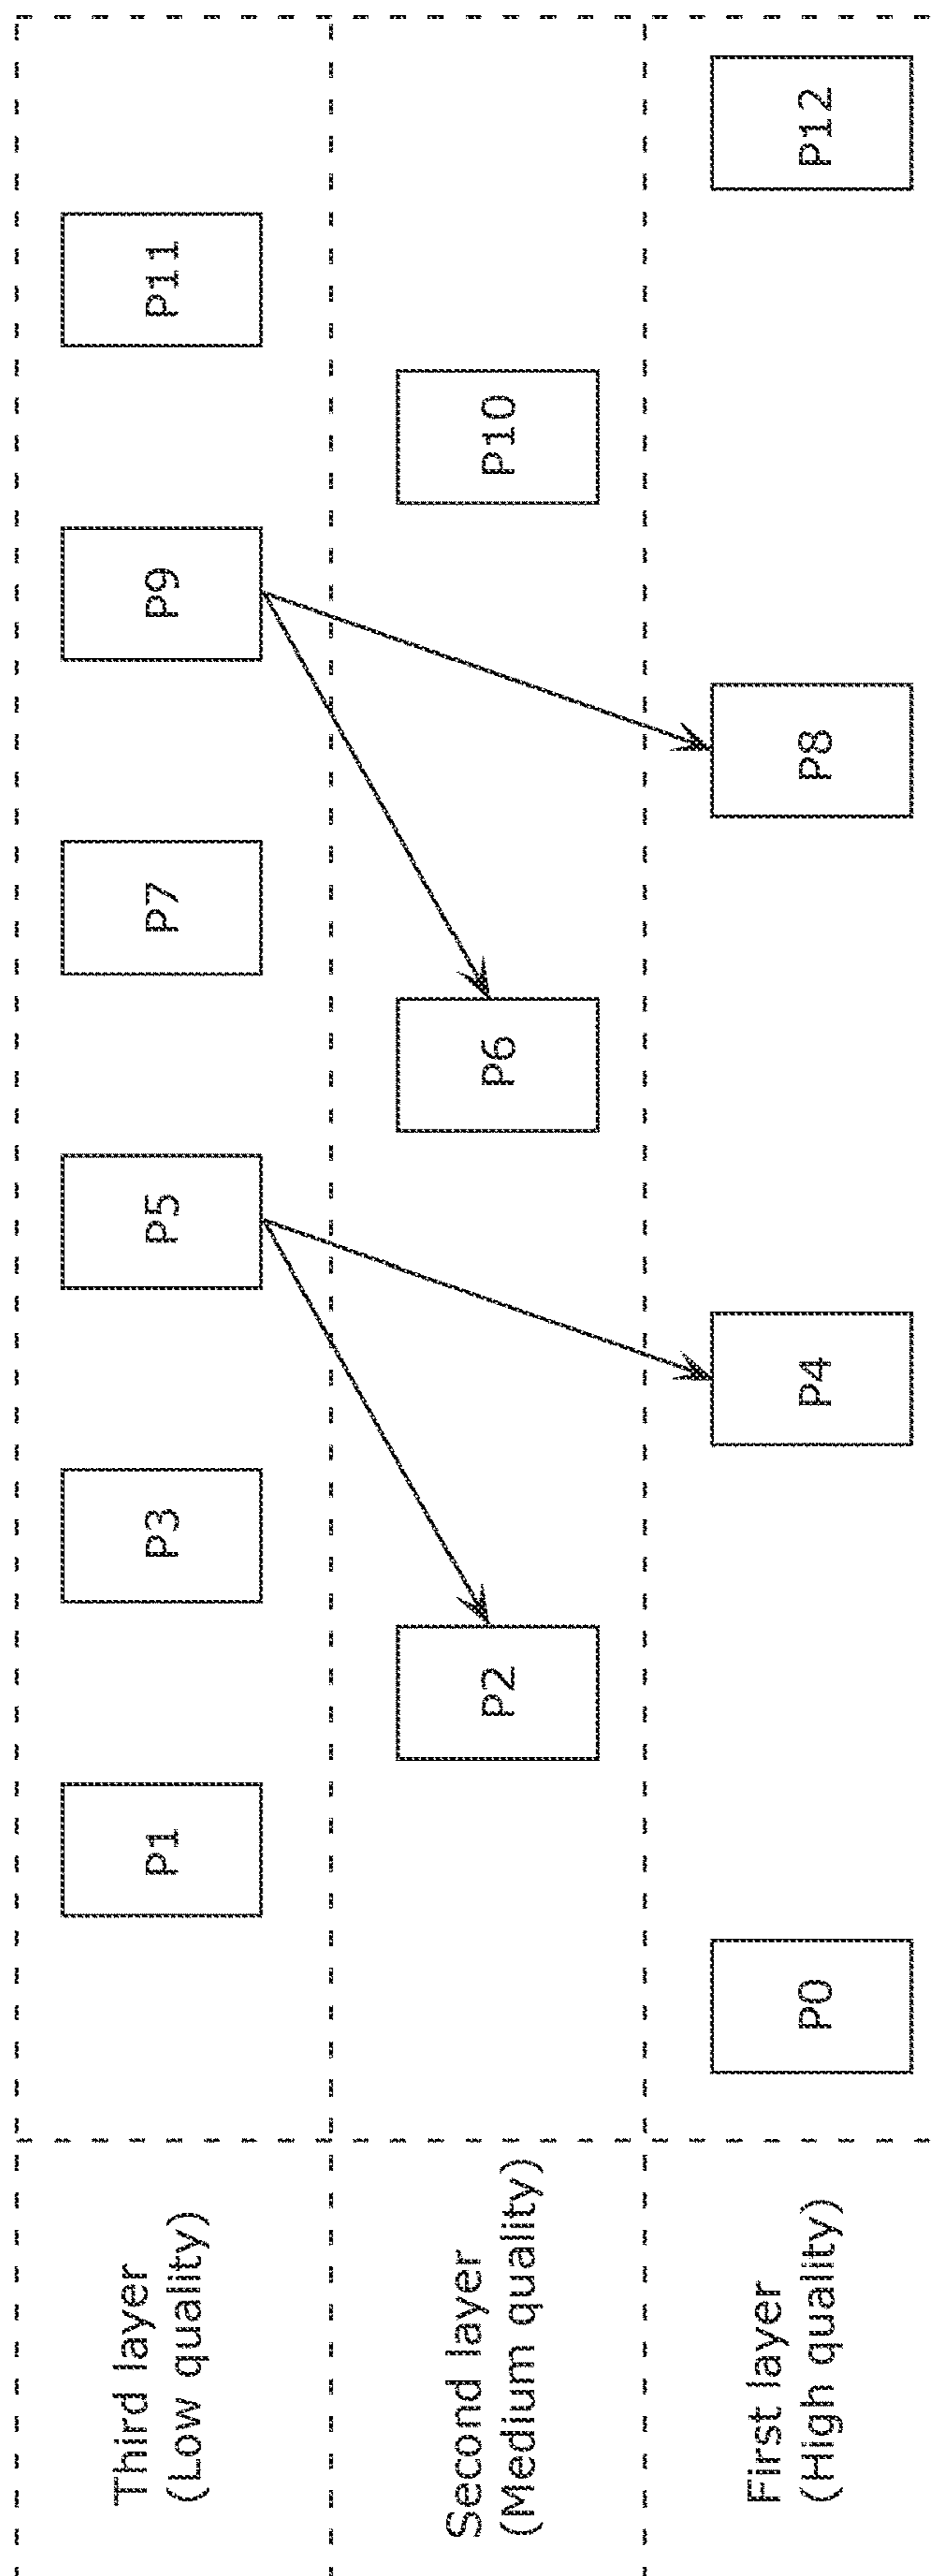 Third layer
(Low quality)
P1
P3
P5
P7
P9
P11
Second layer
(Medium quality)
P2
P6
P10
First layer
(High quality)
P0
P4
P8
P12